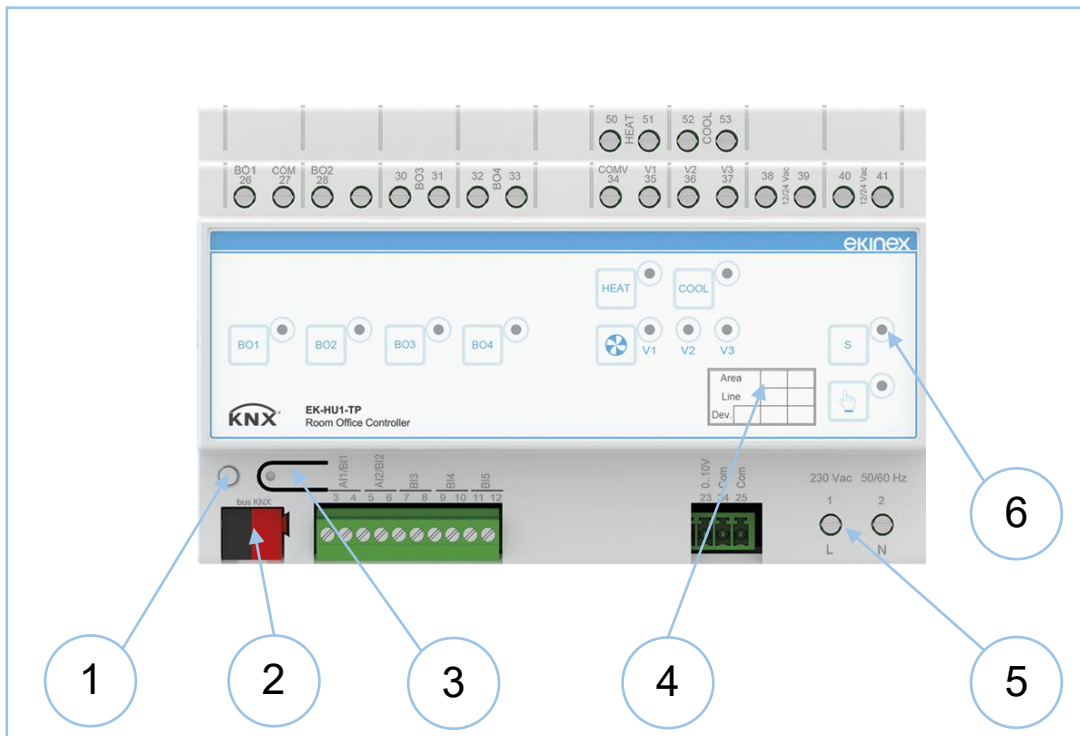 50 HEAT 51 52 COOL 53
BO1 COM BO2 COMV V1 V2 V3
26 27 28 30 BO3 31 32 BO4 33 34 35 36 37 38 12/24 Vac 39 40 12/24 Vac 41
ekinex
HEAT COOL
BO1 BO2 BO3 BO4 V1 V2 V3 S
Area
Line
Dev.
KNX
EK-HU1-TP
Room Office Controller
bus KNX
AI1/BI1 AI2/BI2 BI3 BI4 BI5
3 4 5 6 7 8 9 10 11 12
0..10V Com Com
23 24 25
230 Vac 50/60 Hz
1 2
L N
1 2 3 4 5 6